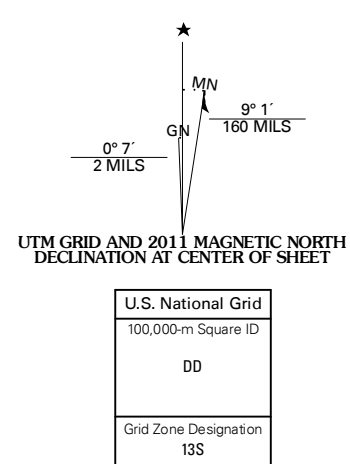 ★
MN
9° 1´
160 MILS
GN
0° 7´
2 MILS
UTM GRID AND 2011 MAGNETIC NORTH
DECLINATION AT CENTER OF SHEET
U.S. National Grid
100,000-m Square ID
DD
Grid Zone Designation
13S